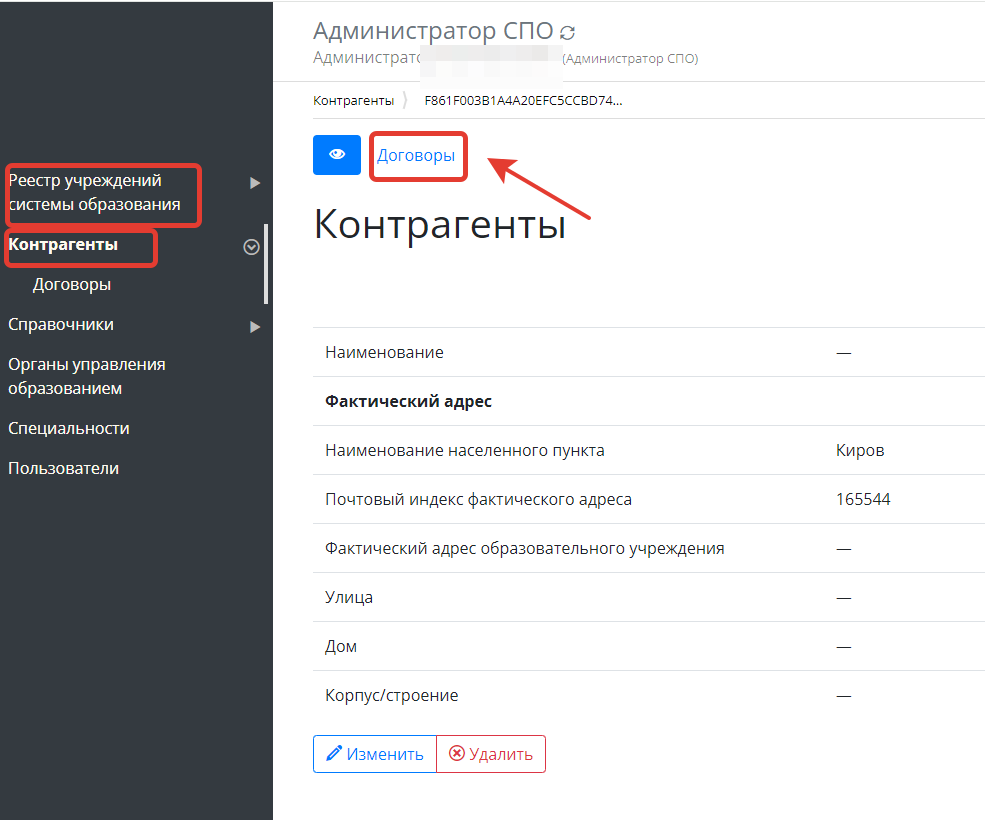 Администратор СПО
Администрато (Администратор СПО)
Контрагенты F861F003B1A4A20EFC5CCBD74...
Договоры
Контрагенты
Реестр учреждений
системы образования
Контрагенты
Договоры
Справочники
Органы управления
образованием
Специальности
Пользователи
Наименование —
Фактический адрес
Наименование населенного пункта Киров
Почтовый индекс фактического адреса 165544
Фактический адрес образовательного учреждения —
Улица —
Дом —
Корпус/строение —
Изменить Удалить